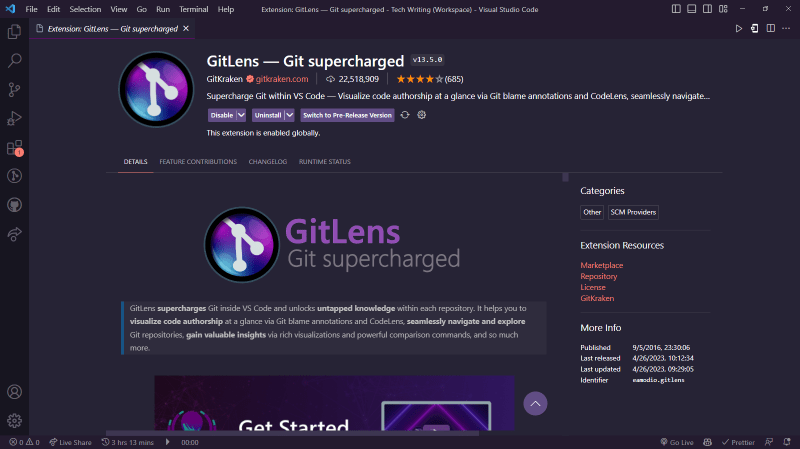 File Edit Selection View Go Run Terminal Help
Extension: GitLens — Git supercharged - Tech Writing (Workspace) - Visual Studio Code
Extension: GitLens — Git supercharged
GitLens — Git supercharged v13.5.0
GitKraken gitkraken.com 22,518,909 (685)
Supercharge Git within VS Code — Visualize code authorship at a glance via Git blame annotations and CodeLens, seamlessly navigate...
Disable Uninstall Switch to Pre-Release Version
This extension is enabled globally.
1
DETAILS FEATURE CONTRIBUTIONS CHANGELOG RUNTIME STATUS
GitLens
Git supercharged
GitLens supercharges Git inside VS Code and unlocks untapped knowledge within each repository. It helps you to
visualize code authorship at a glance via Git blame annotations and CodeLens, seamlessly navigate and explore
Git repositories, gain valuable insights via rich visualizations and powerful comparison commands, and so much
more.
Get Started
Categories
Other SCM Providers
Extension Resources
Marketplace
Repository
License
GitKraken
More Info
Published 9/5/2016, 23:30:06
Last released 4/26/2023, 10:12:34
Last updated 4/26/2023, 09:29:05
Identifier eamodio.gitlens
0 0 Live Share 3 hrs 13 mins 00:00 Go Live Prettier